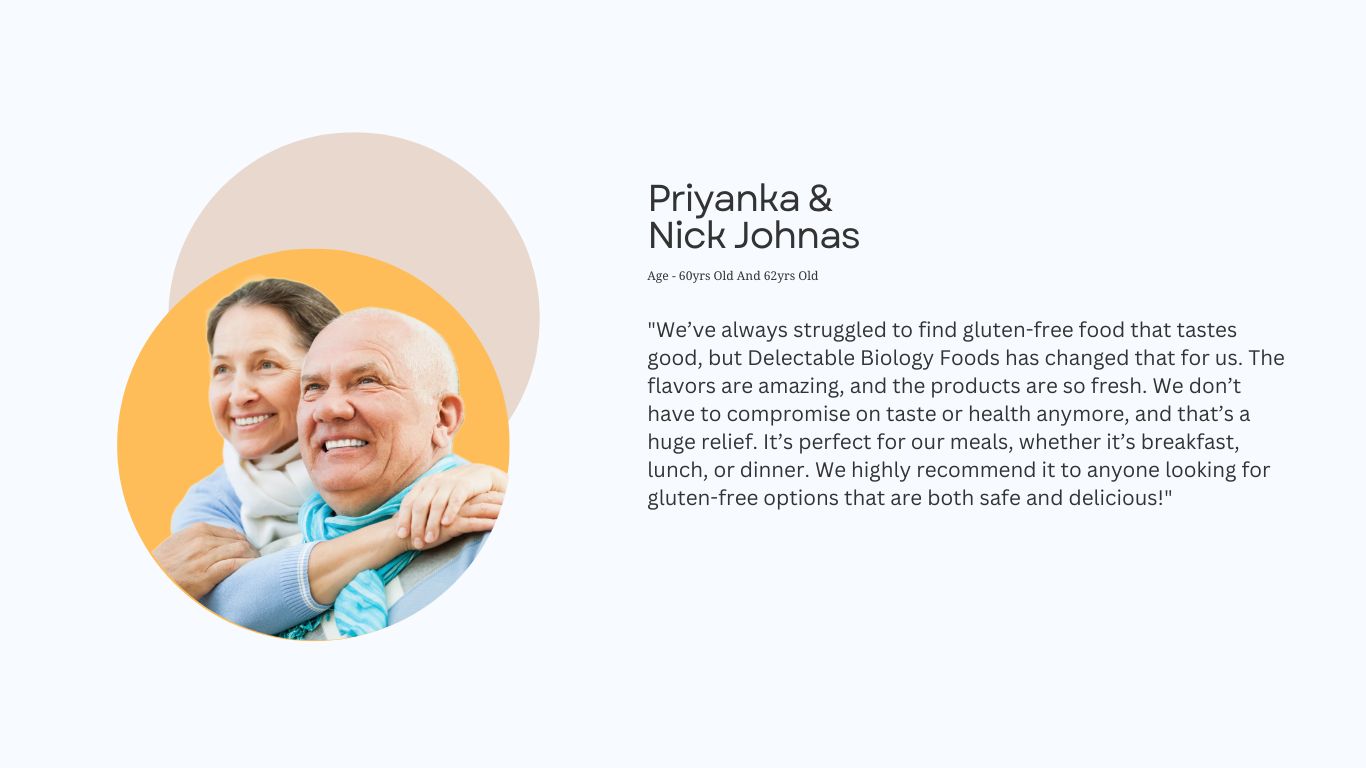 Priyanka &
Nick Johnas
Age - 60yrs Old And 62yrs Old
"We’ve always struggled to find gluten-free food that tastes
good, but Delectable Biology Foods has changed that for us. The
flavors are amazing, and the products are so fresh. We don’t
have to compromise on taste or health anymore, and that’s a
huge relief. It’s perfect for our meals, whether it’s breakfast,
lunch, or dinner. We highly recommend it to anyone looking for
gluten-free options that are both safe and delicious!"